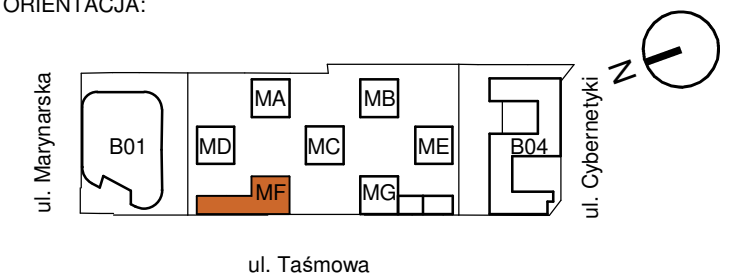 ORIENTACJA:
N
ul. Marynarska
MA
MB
ul. Cybernetyki
B01
MD
MC
ME
B04
MF
MG
ul. Taśmowa